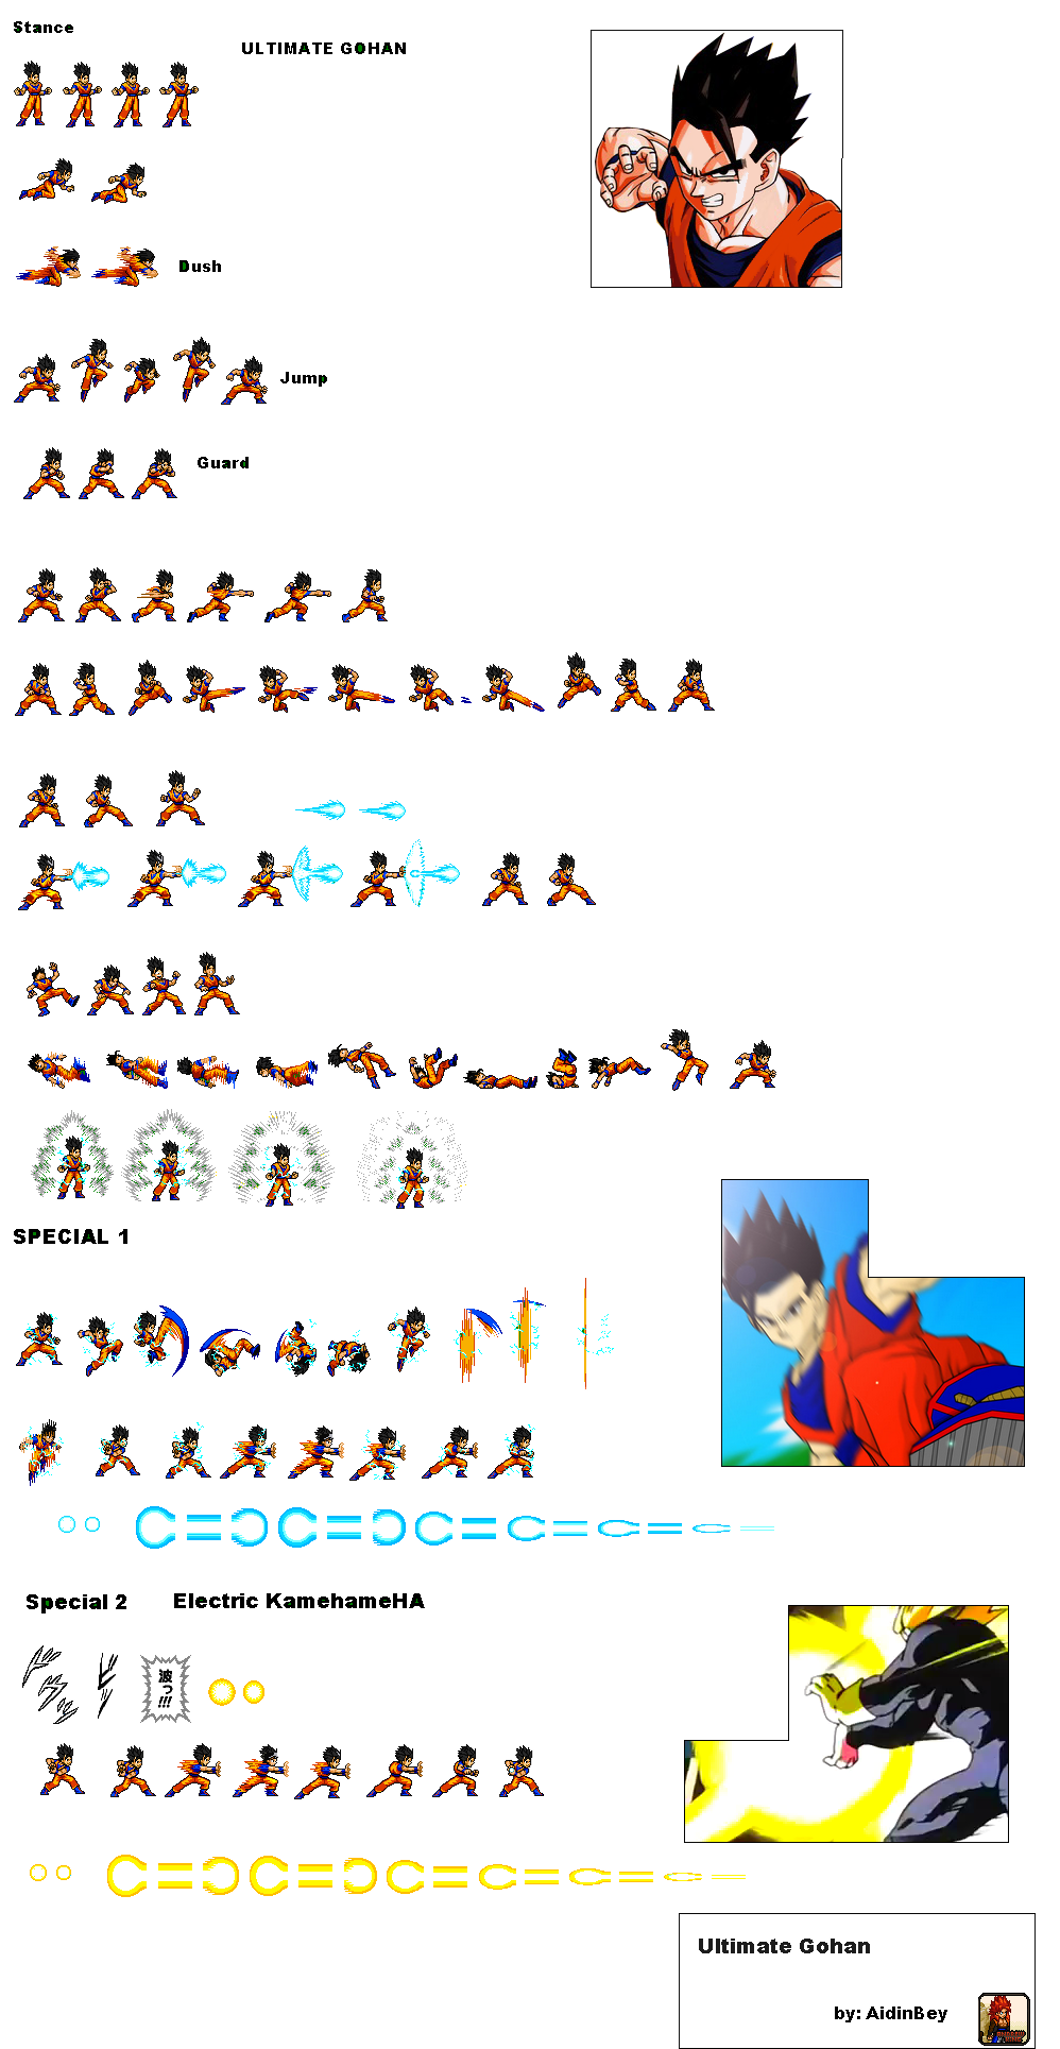 Stance
ULTIMATE GOHAN
Dush
Jump
Guard
SPECIAL 1
Special 2
Electric KamehameHA
波っ!!!
Ultimate Gohan
by: AidinBey